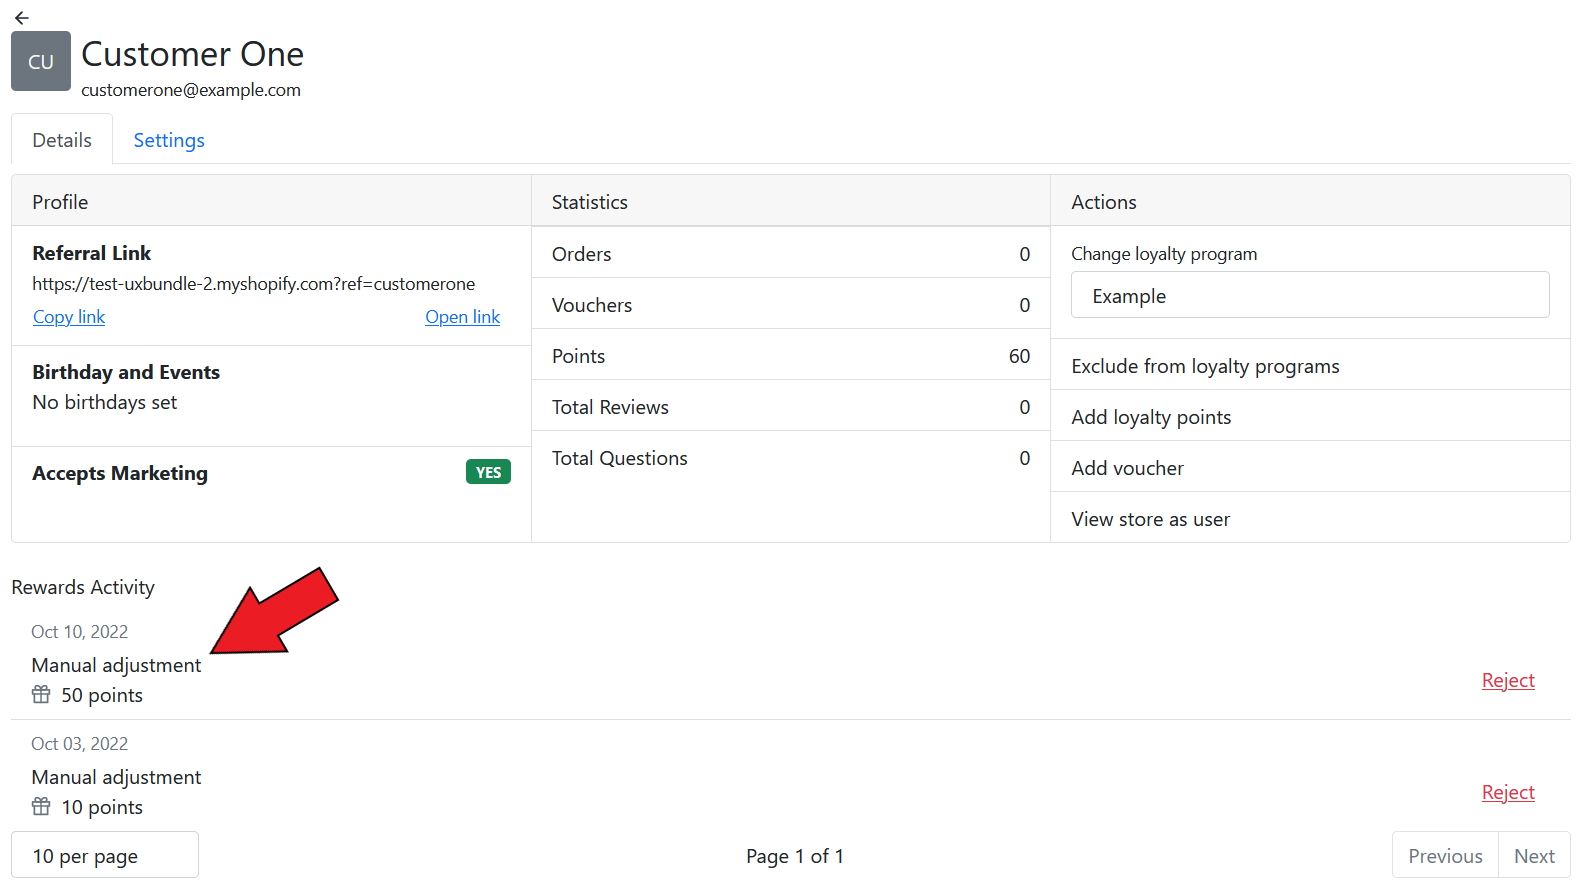 CU
Customer One
customerone@example.com
Details Settings
Profile
Referral Link
https://test-uxbundle-2.myshopify.com?ref=customerone
Copy link Open link
Birthday and Events
No birthdays set
Accepts Marketing YES
Statistics
Orders 0
Vouchers 0
Points 60
Total Reviews 0
Total Questions 0
Actions
Change loyalty program
Example
Exclude from loyalty programs
Add loyalty points
Add voucher
View store as user
Rewards Activity
Oct 10, 2022
Manual adjustment
50 points
Reject
Oct 03, 2022
Manual adjustment
10 points
Reject
10 per page
Page 1 of 1
Previous Next